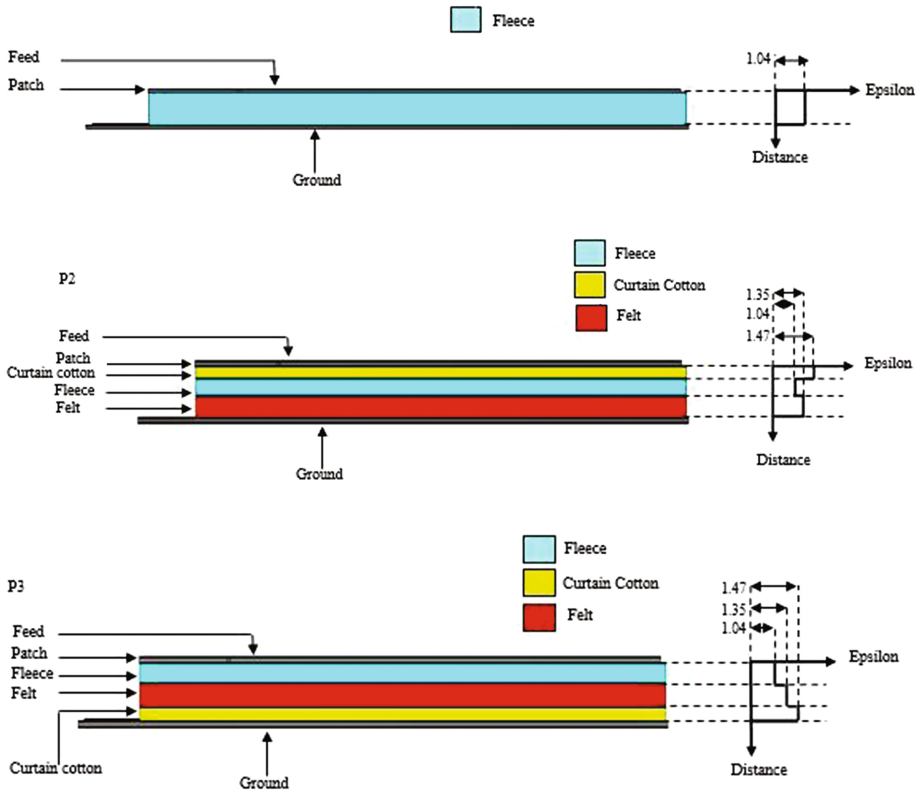 Fleece
Feed
1.04
Patch
Epsilon
Distance
Ground
Fleece
P2
Curtain Cotton
1.35
1.04
Felt
Feed
1.47
Patch
Epsilon
Curtain cotton
Fleece
Felt
Distance
Ground
Fleece
P3
Curtain Cotton
1.47
1.35
Felt
1.04
Feed
Patch
Epsilon
Fleece
Felt
Curtain cotton
Distance
Ground